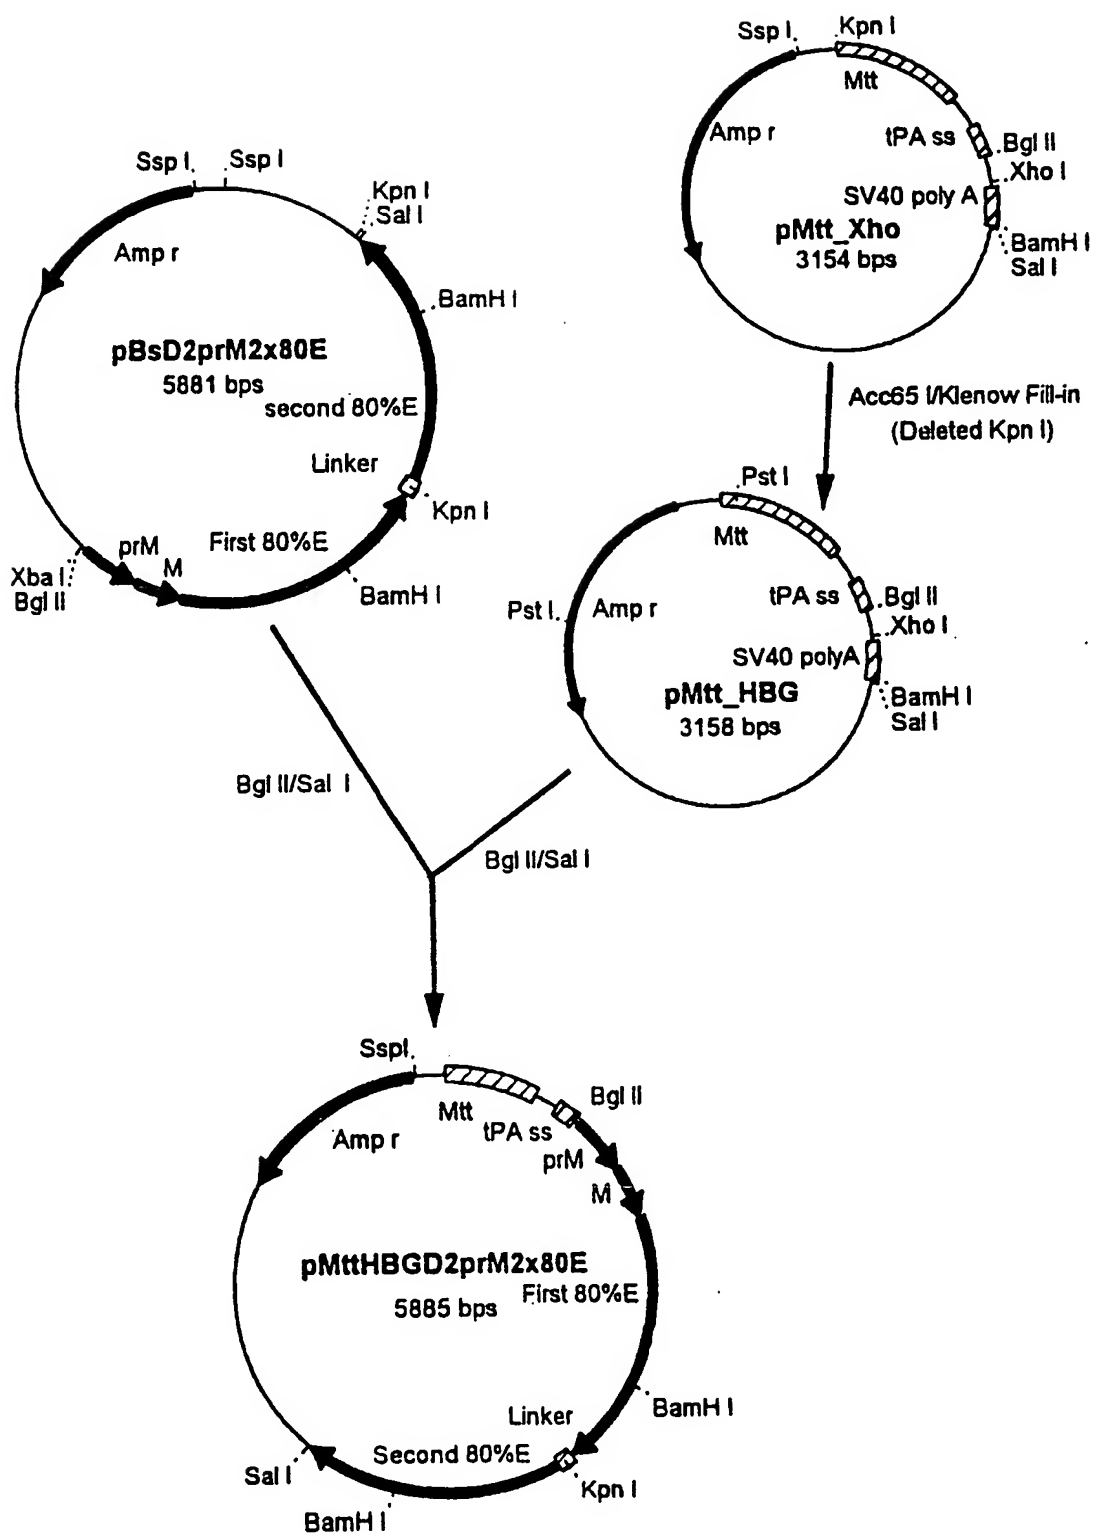 Ssp I
Kpn I
Mtt
Amp r
tPA ss
Bgl II
Xho I
SV40 poly A
pMtt_Xho
3154 bps
BamH I
Sal I
Ssp I
Ssp I
Kpn I
Sal I
Amp r
BamH I
pBsD2prM2x80E
5881 bps
second 80%E
Linker
Kpn I
First 80%E
prM
M
Xba I
Bgl II
BamH I
Acc65 I/Klenow Fill-in
(Deleted Kpn I)
Pst I
Mtt
Pst I
Amp r
tPA ss
Bgl II
Xho I
SV40 polyA
pMtt_HBG
3158 bps
BamH I
Sal I
Bgl II/Sal I
Bgl II/Sal I
SspI
Bgl II
Mtt
tPA ss
Amp r
prM
M
pMttHBGD2prM2x80E
5885 bps
First 80%E
BamH I
Linker
Second 80%E
Sal I
Kpn I
BamH I